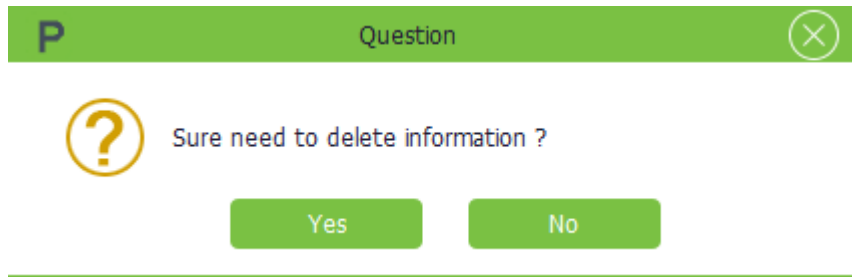 P Question
Sure need to delete information ?
Yes No